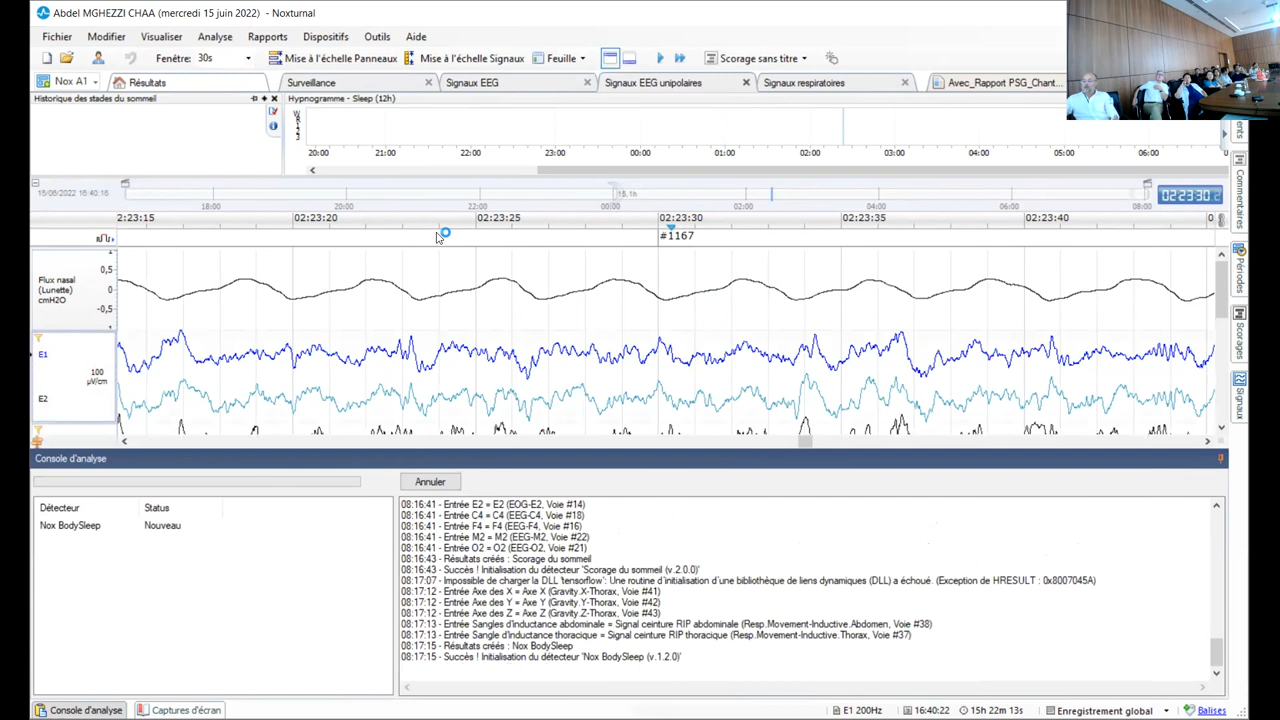 Abdel MGHEZZI CHAA (mercredi 15 juin 2022) - Noxturnal
Fichier Modifier Visualiser Analyse Rapports Dispositifs Outils Aide
Fenêtre: 30s Mise à l'échelle Panneaux Mise à l'échelle Signaux Feuille Scorage sans titre
Nox A1 Résultats Surveillance Signaux EEG Signaux EEG unipolaires Signaux respiratoires Avec_Rapport PSG_Chant...
Historique des stades du sommeil
Hypnogramme - Sleep (12h)
20:00 21:00 22:00 23:00 00:00 01:00 02:00 03:00 04:00 05:00 06:00
15/06/2022 16:40:16
15,1h
18:00 20:00 22:00 00:00 02:00 04:00 06:00 08:00
02:23:30
2:23:15 02:23:20 02:23:25 02:23:30 02:23:35 02:23:40
#1167
Flux nasal
(Lunette)
cmH2O
0,5
0
-0,5
E1
100
µV/cm
E2
Commentaires
Périodes
Scorages
Signaux
Console d'analyse
Annuler
Détecteur Status
Nox BodySleep Nouveau
08:16:41 - Entrée E2 = E2 (EOG-E2, Voie #14)
08:16:41 - Entrée C4 = C4 (EEG-C4, Voie #18)
08:16:41 - Entrée F4 = F4 (EEG-F4, Voie #16)
08:16:41 - Entrée M2 = M2 (EEG-M2, Voie #22)
08:16:41 - Entrée O2 = O2 (EEG-O2, Voie #21)
08:16:43 - Résultats créés : Scorage du sommeil
08:16:43 - Succès ! Initialisation du détecteur 'Scorage du sommeil (v.2.0.0)'
08:17:07 - Impossible de charger la DLL 'tensorflow': Une routine d'initialisation d'une bibliothèque de liens dynamiques (DLL) a échoué. (Exception de HRESULT : 0x8007045A)
08:17:12 - Entrée Axe des X = Axe X (Gravity.X-Thorax, Voie #41)
08:17:12 - Entrée Axe des Y = Axe Y (Gravity.Y-Thorax, Voie #42)
08:17:12 - Entrée Axe des Z = Axe Z (Gravity.Z-Thorax, Voie #43)
08:17:13 - Entrée Sangles d'inductance abdominale = Signal ceinture RIP abdominale (Resp.Movement-Inductive.Abdomen, Voie #38)
08:17:13 - Entrée Sangle d'inductance thoracique = Signal ceinture RIP thoracique (Resp.Movement-Inductive.Thorax, Voie #37)
08:17:15 - Résultats créés : Nox BodySleep
08:17:15 - Succès ! Initialisation du détecteur 'Nox BodySleep (v.1.2.0)'
Console d'analyse Captures d'écran
E1 200Hz 16:40:22 15h 22m 13s Enregistrement global Balises